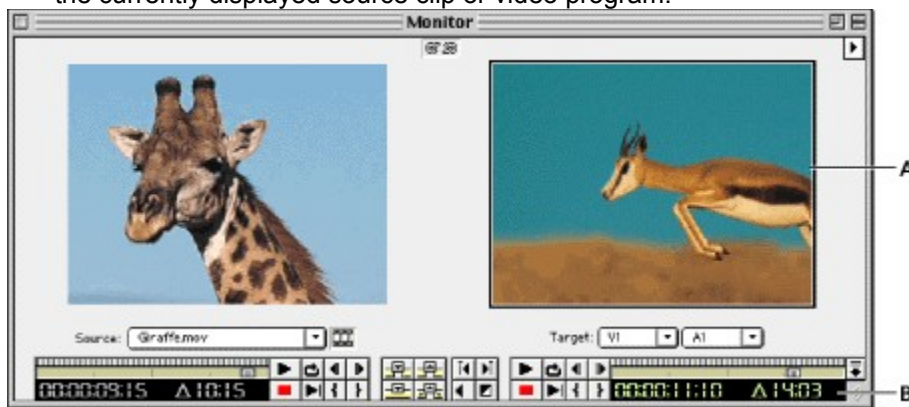 the currently displayed source clip or video program.
Monitor
A
Source: Giraffe.mov
Target: V1 A1
00:00:09:15 Δ10:15
00:00:11:10 Δ14:03
B